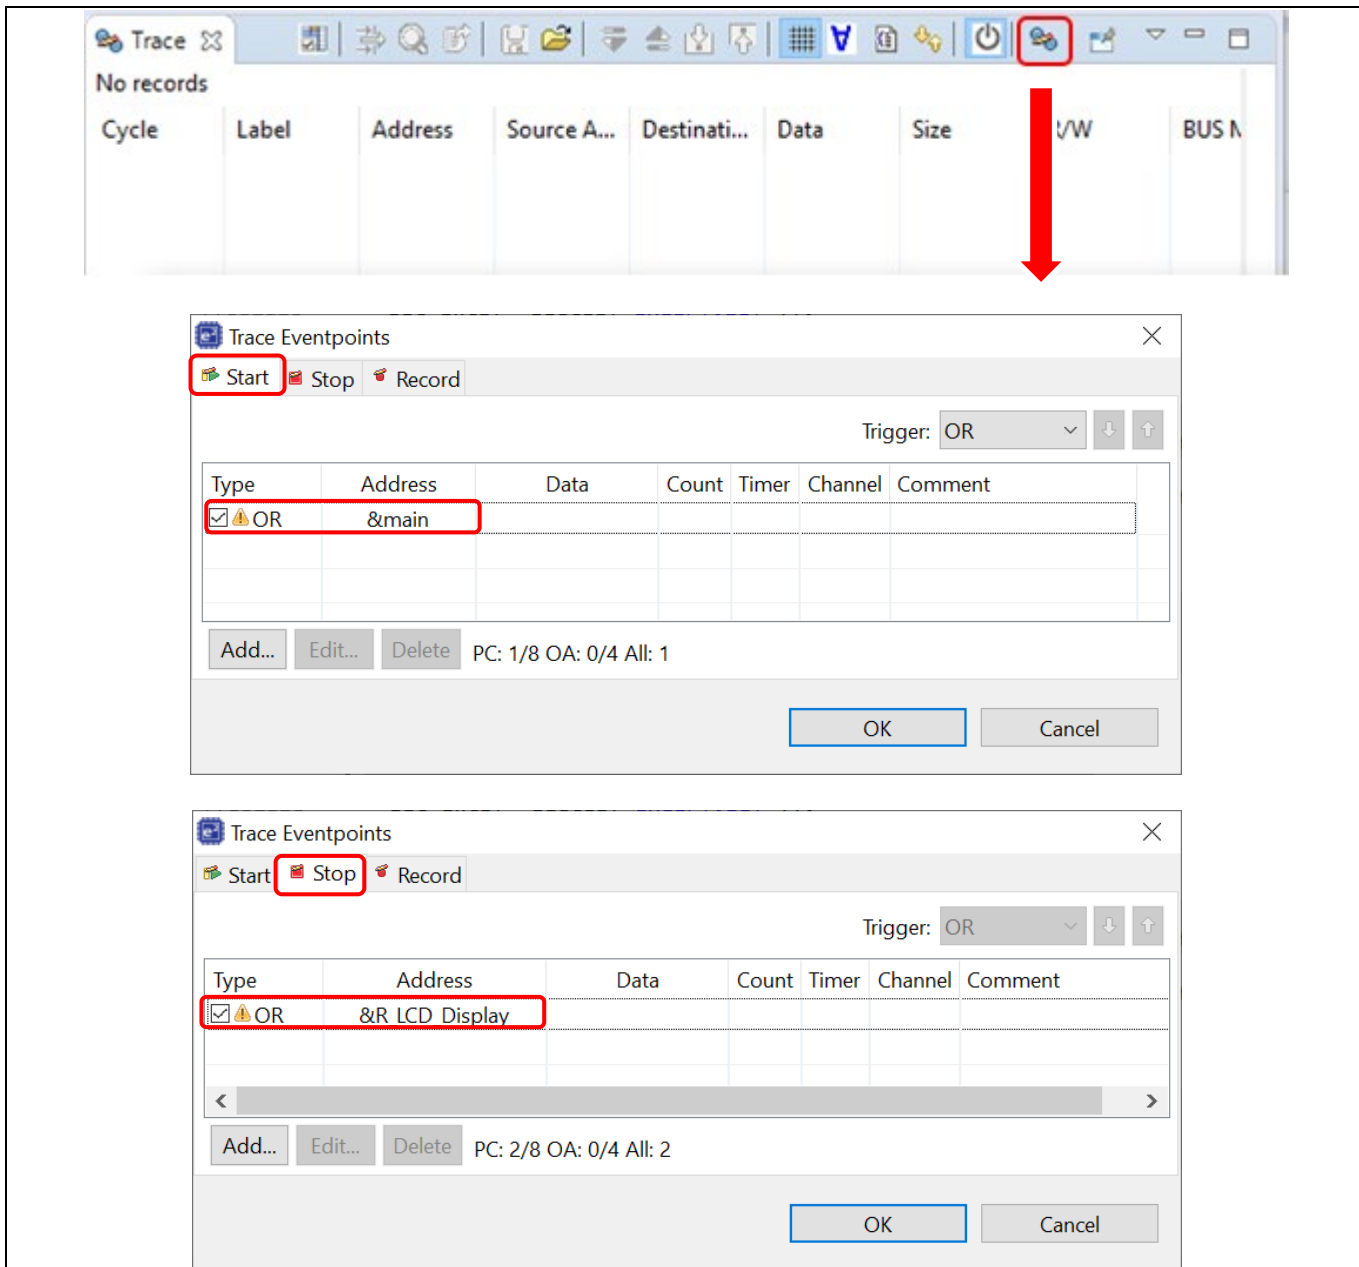 Trace
No records
Cycle Label Address Source A... Destinati... Data Size /W BUS
Trace Eventpoints
Start Stop Record
Trigger: OR
Type Address Data Count Timer Channel Comment
OR &main
Add... Edit... Delete PC: 1/8 OA: 0/4 All: 1
OK Cancel
Trace Eventpoints
Start Stop Record
Trigger: OR
Type Address Data Count Timer Channel Comment
OR &R LCD Display
Add... Edit... Delete PC: 2/8 OA: 0/4 All: 2
OK Cancel